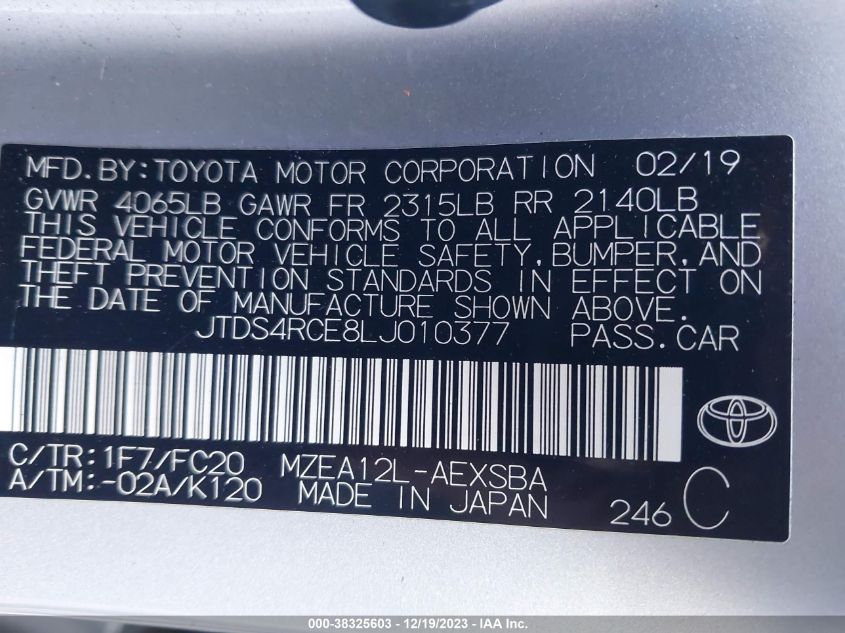 MFD.BY:TOYOTA MOTOR CORPORATION 02/19
GVWR 4065LB GAWR FR 2315LB RR 2140LB
THIS VEHICLE CONFORMS TO ALL APPLICABLE
FEDERAL MOTOR VEHICLE SAFETY, BUMPER, AND
THEFT PREVENTION STANDARDS IN EFFECT ON
THE DATE OF MANUFACTURE SHOWN ABOVE.
JTDS4RCE8LJ010377 PASS.CAR
C/TR:1F7/FC20 MZEA12L-AEXSBA
A/TM:-02A/K120 MADE IN JAPAN 246 C
000-38325603 - 12/19/2023 - IAA Inc.